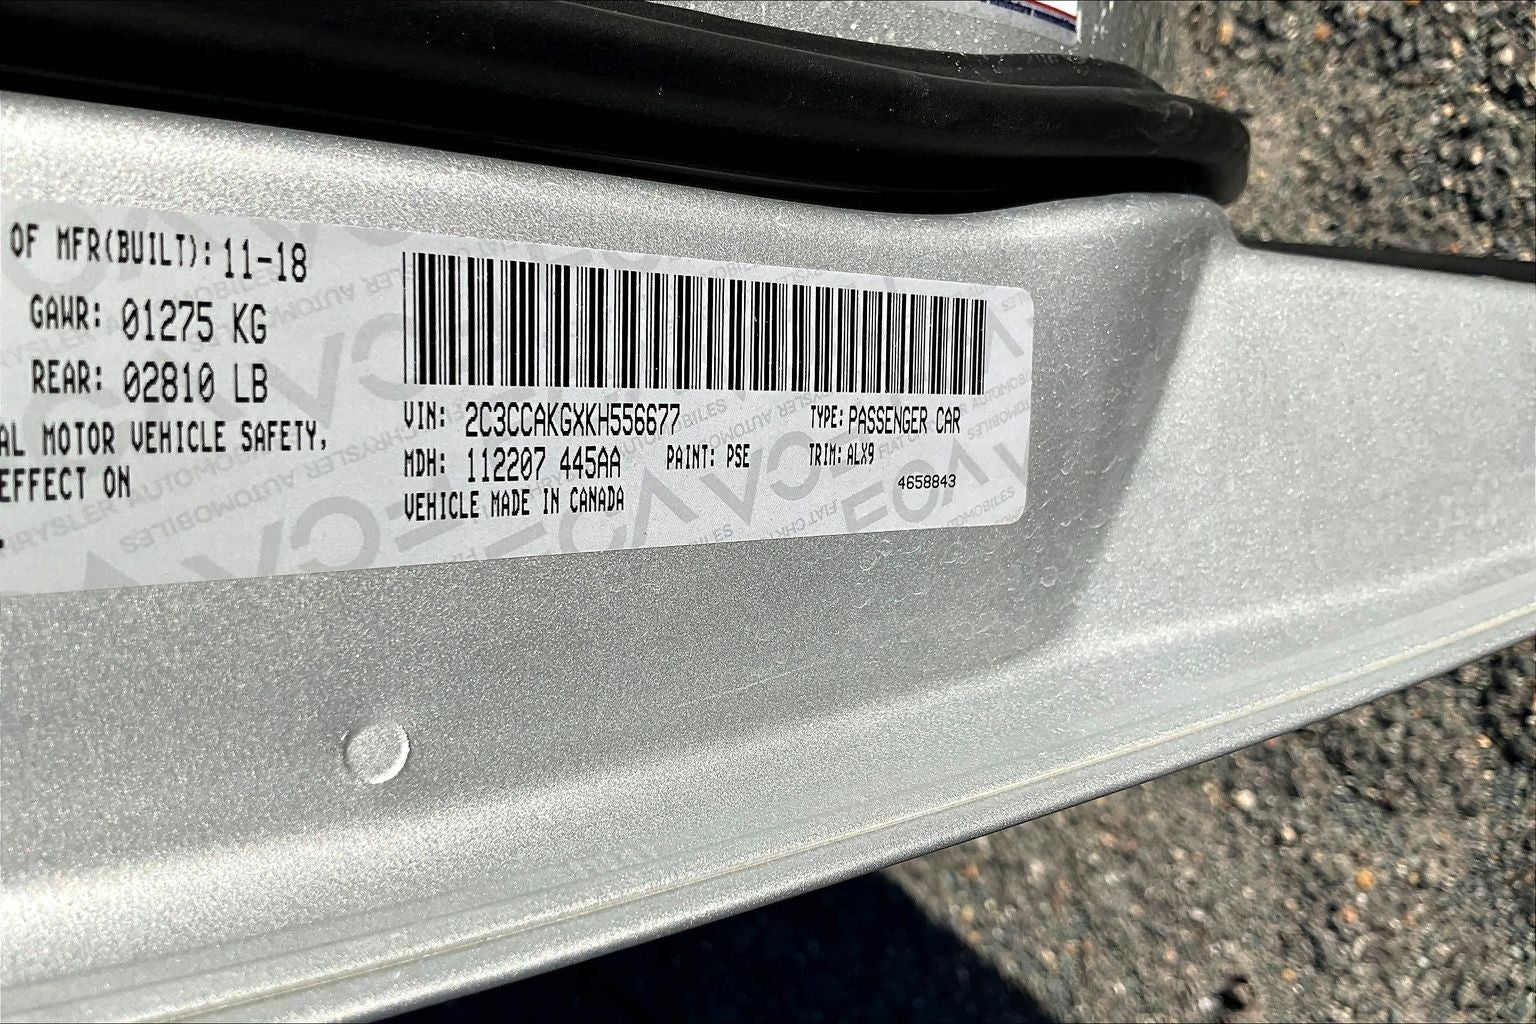 OF MFR(BUILT): 11-18
GAWR: 01275 KG
REAR: 02810 LB
AL MOTOR VEHICLE SAFETY,
EFFECT ON
VIN: 2C3CCAKGXKH556677
TYPE: PASSENGER CAR
MDH: 112207 445AA
PAINT: PSE
TRIM: ALX9
VEHICLE MADE IN CANADA
4658843